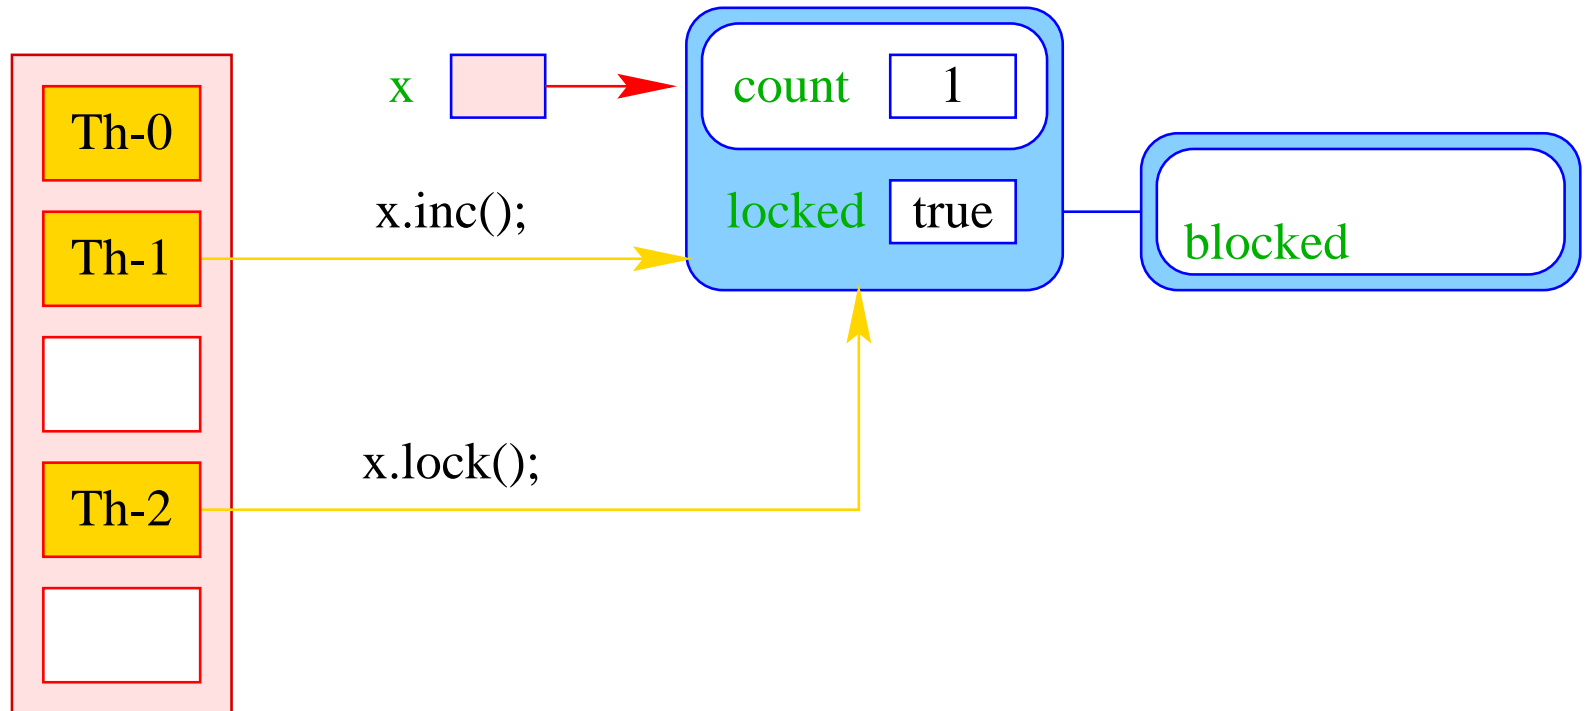 Th-0
x
count
1
Th-1
x.inc();
locked
true
blocked
Th-2
x.lock();